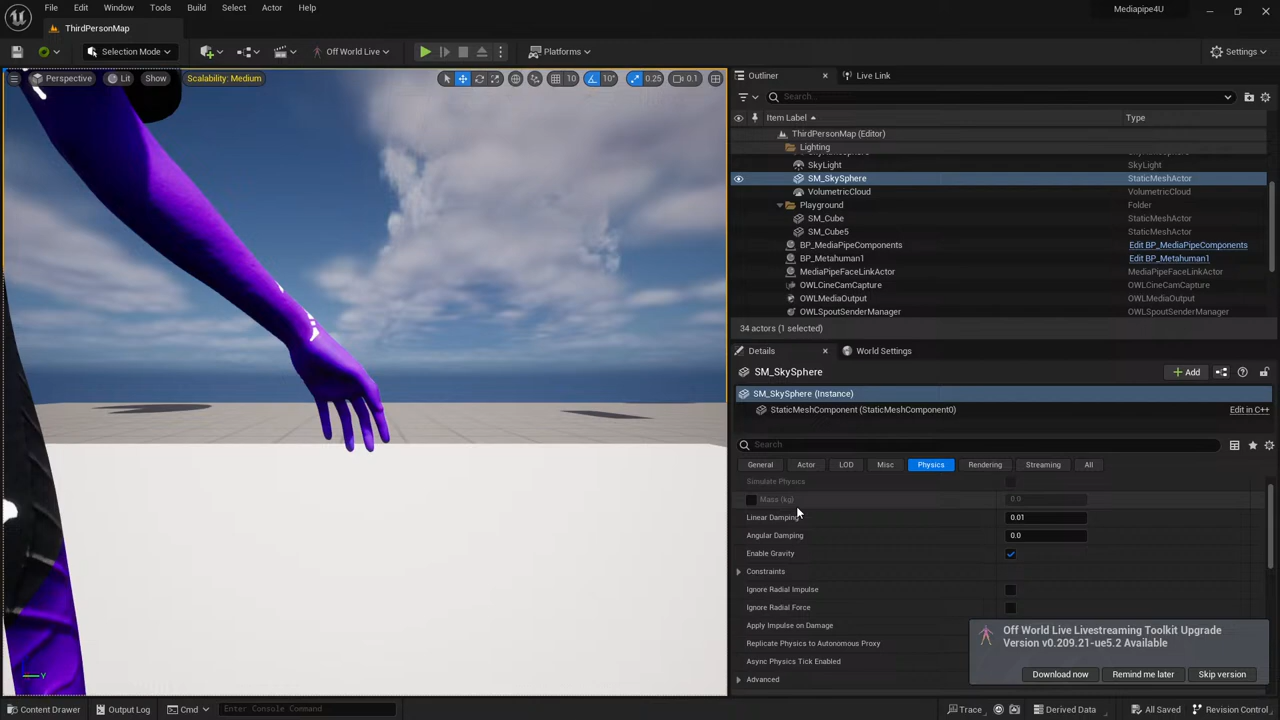 File Edit Window Tools Build Select Actor Help
Mediapipe4U
ThirdPersonMap
Selection Mode
Off World Live
Platforms
Settings
Perspective Lit Show Scalability: Medium
10 10° 0.25 0.1
Outliner Live Link
Search...
Item Label Type
ThirdPersonMap (Editor)
Lighting
SkyLight SkyLight
SM_SkySphere StaticMeshActor
VolumetricCloud VolumetricCloud
Playground Folder
SM_Cube StaticMeshActor
SM_Cube5 StaticMeshActor
BP_MediaPipeComponents Edit BP_MediaPipeComponents
BP_Metahuman1 Edit BP_Metahuman1
MediaPipeFaceLinkActor MediaPipeFaceLinkActor
OWLCineCamCapture OWLCineCamCapture
OWLMediaOutput OWLMediaOutput
OWLSpoutSenderManager OWLSpoutSenderManager
34 actors (1 selected)
Details World Settings
SM_SkySphere
Add
SM_SkySphere (Instance)
StaticMeshComponent (StaticMeshComponent0) Edit in C++
Search
General Actor LOD Misc Physics Rendering Streaming All
Simulate Physics
Mass (kg) 0.0
Linear Damping 0.01
Angular Damping 0.0
Enable Gravity
Constraints
Ignore Radial Impulse
Ignore Radial Force
Apply Impulse on Damage
Replicate Physics to Autonomous Proxy
Async Physics Tick Enabled
Advanced
Off World Live Livestreaming Toolkit Upgrade
Version v0.209.21-ue5.2 Available
Download now Remind me later Skip version
Y
Content Drawer Output Log Cmd Enter Console Command
Trace Derived Data All Saved Revision Control